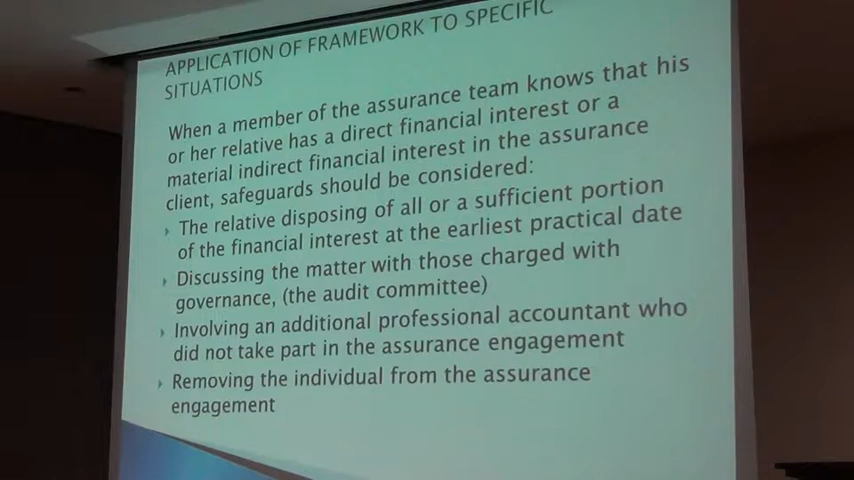 APPLICATION OF FRAMEWORK TO SPECIFIC
SITUATIONS
When a member of the assurance team knows that his
or her relative has a direct financial interest or a
material indirect financial interest in the assurance
client, safeguards should be considered:
The relative disposing of all or a sufficient portion
of the financial interest at the earliest practical date
Discussing the matter with those charged with
governance, (the audit committee)
Involving an additional professional accountant who
did not take part in the assurance engagement
Removing the individual from the assurance
engagement